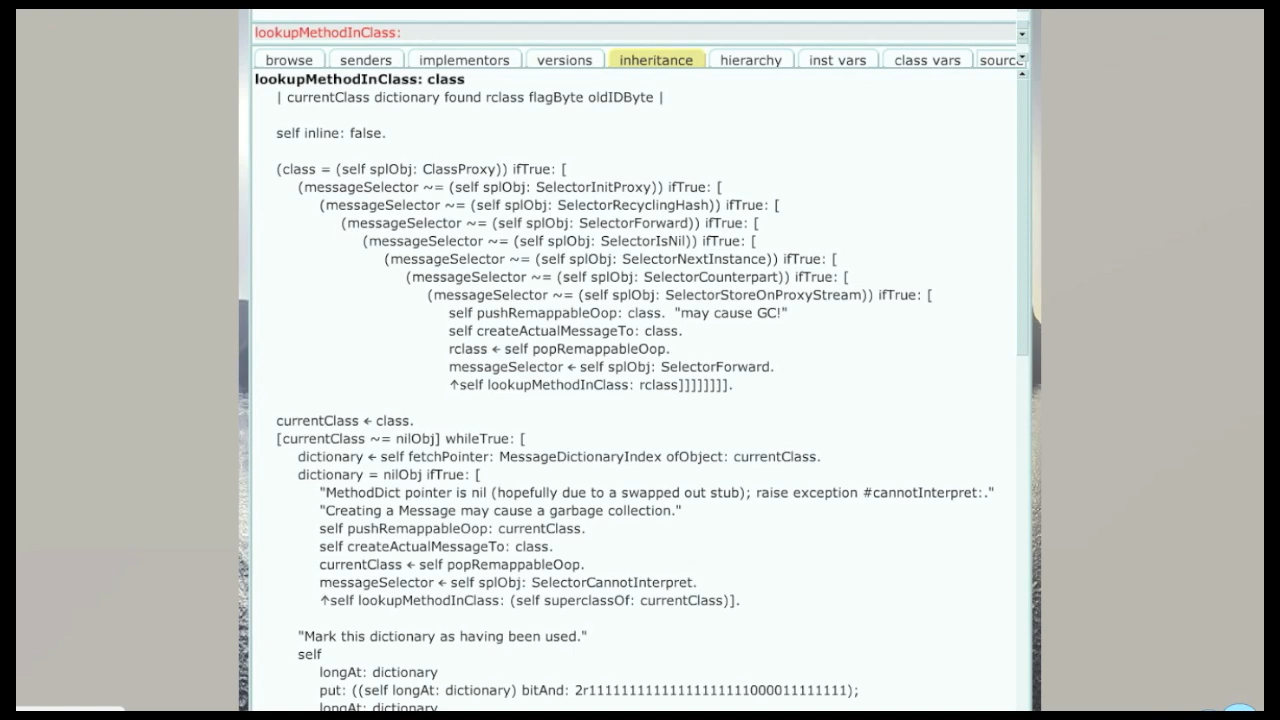 lookupMethodInClass:
browse senders implementors versions inheritance hierarchy inst vars class vars source
lookupMethodInClass: class
| currentClass dictionary found rclass flagByte oldIDByte |
self inline: false.
(class = (self splObj: ClassProxy)) ifTrue: [
(messageSelector ~= (self splObj: SelectorInitProxy)) ifTrue: [
(messageSelector ~= (self splObj: SelectorRecyclingHash)) ifTrue: [
(messageSelector ~= (self splObj: SelectorForward)) ifTrue: [
(messageSelector ~= (self splObj: SelectorIsNil)) ifTrue: [
(messageSelector ~= (self splObj: SelectorNextInstance)) ifTrue: [
(messageSelector ~= (self splObj: SelectorCounterpart)) ifTrue: [
(messageSelector ~= (self splObj: SelectorStoreOnProxyStream)) ifTrue: [
self pushRemappableOop: class. "may cause GC!"
self createActualMessageTo: class.
rclass ← self popRemappableOop.
messageSelector ← self splObj: SelectorForward.
↑self lookupMethodInClass: rclass]]]]]]]].
currentClass ← class.
[currentClass ~= nilObj] whileTrue: [
dictionary ← self fetchPointer: MessageDictionaryIndex ofObject: currentClass.
dictionary = nilObj ifTrue: [
"MethodDict pointer is nil (hopefully due to a swapped out stub); raise exception #cannotInterpret:."
"Creating a Message may cause a garbage collection."
self pushRemappableOop: currentClass.
self createActualMessageTo: class.
currentClass ← self popRemappableOop.
messageSelector ← self splObj: SelectorCannotInterpret.
↑self lookupMethodInClass: (self superclassOf: currentClass)].
"Mark this dictionary as having been used."
self
longAt: dictionary
put: ((self longAt: dictionary) bitAnd: 2r11111111111111111111000011111111);
longAt: dictionary